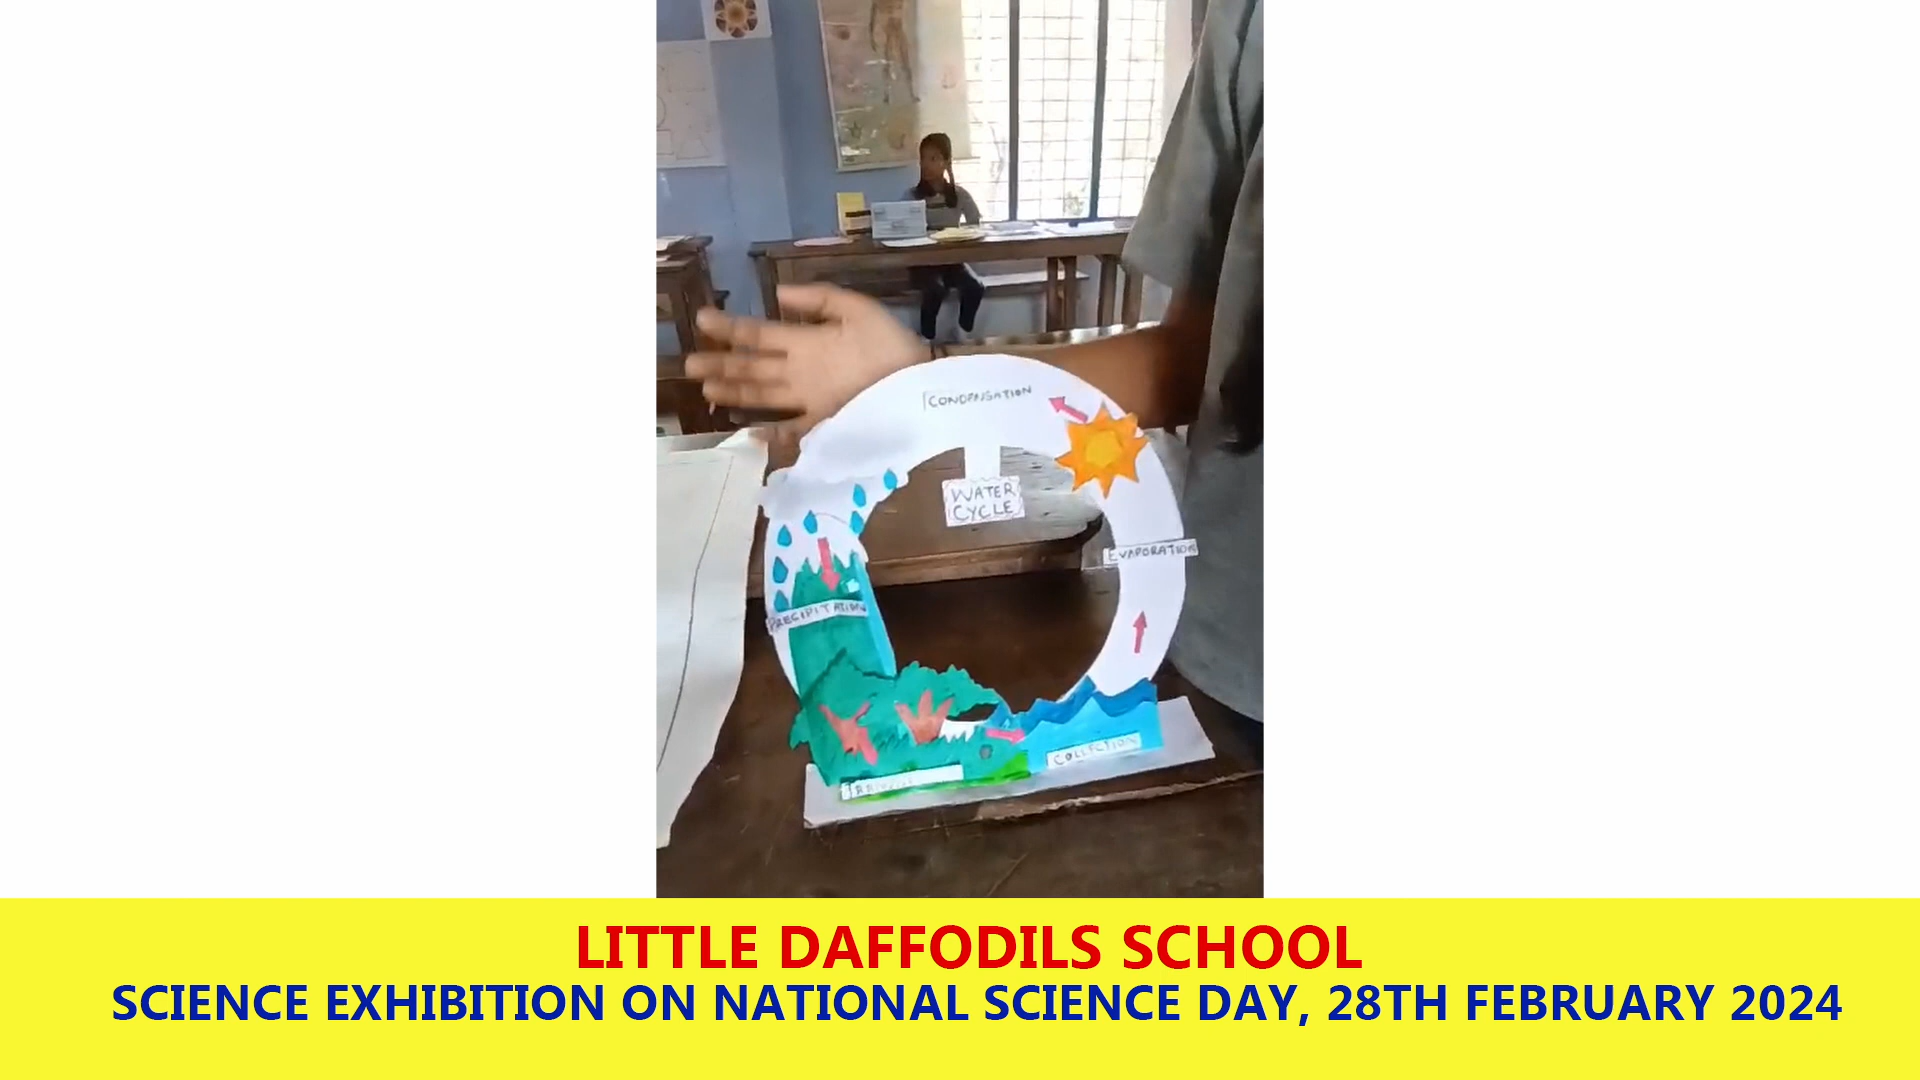 CONDENSATION
WATER
CYCLE
EVAPORATION
PRECIPITATION
COLLECTION
LITTLE DAFFODILS SCHOOL
SCIENCE EXHIBITION ON NATIONAL SCIENCE DAY, 28TH FEBRUARY 2024